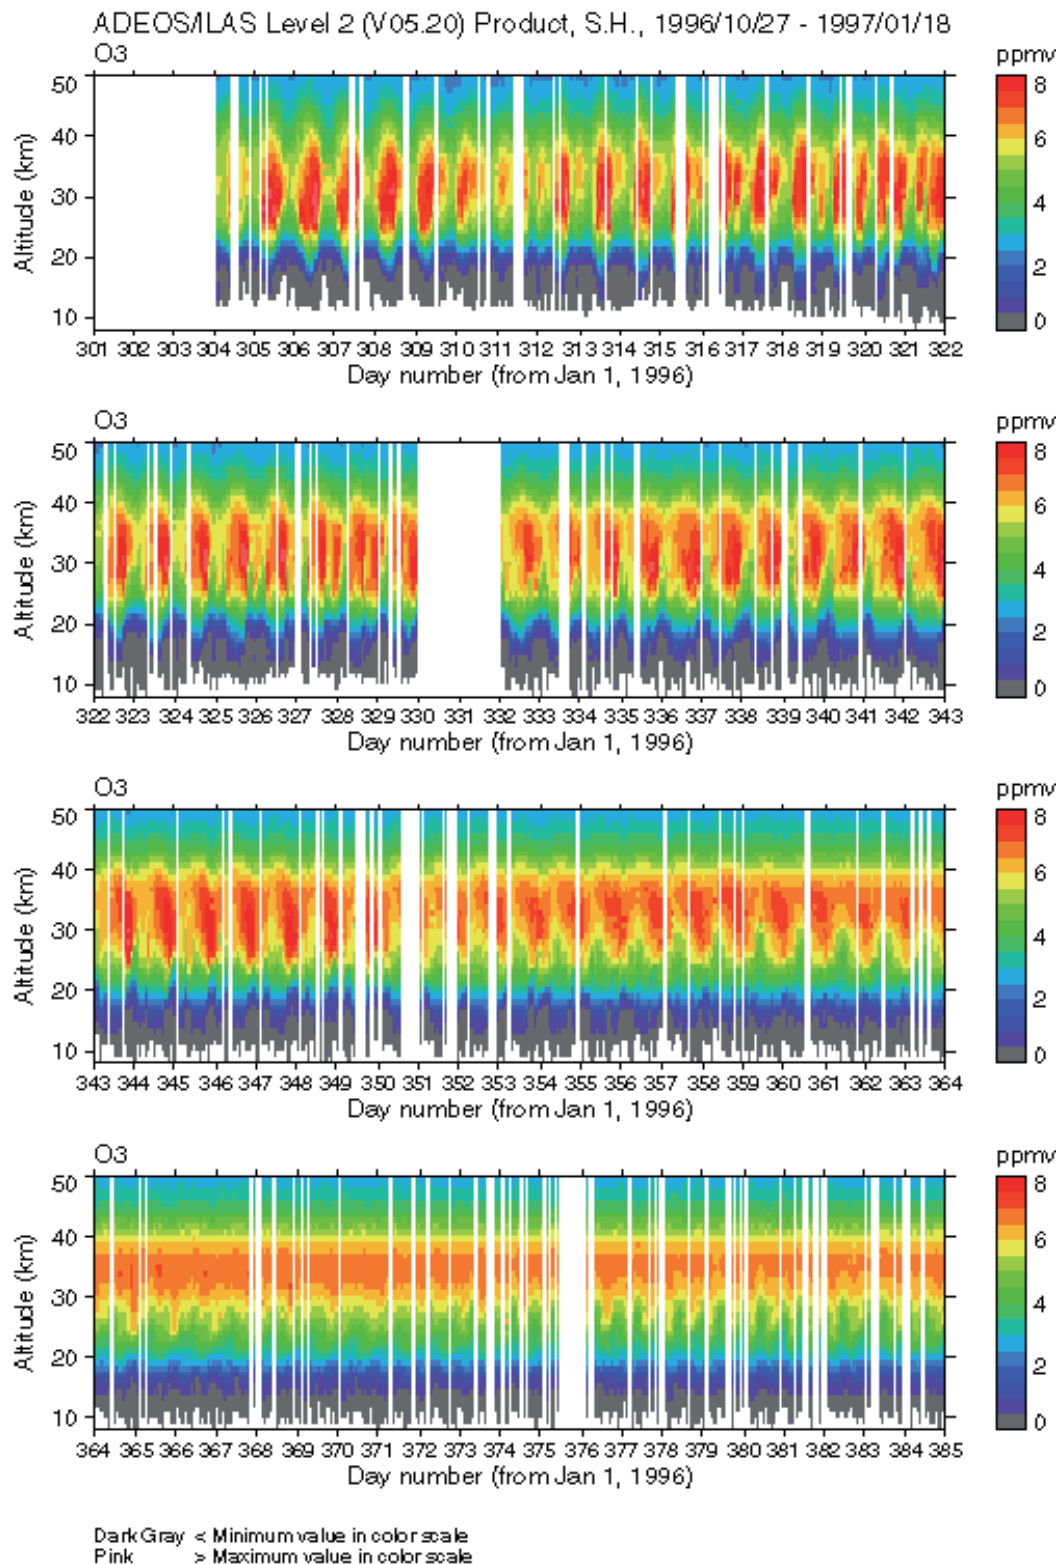 ADEOS/ILAS Level 2 (V05.20) Product, S.H., 1996/10/27 - 1997/01/18
O3
ppmv
50
40
30
20
10
Altitude (km)
8
6
4
2
0
301 302 303 304 305 306 307 308 309 310 311 312 313 314 315 316 317 318 319 320 321 322
Day number (from Jan 1, 1996)
O3
ppmv
50
40
30
20
10
Altitude (km)
8
6
4
2
0
322 323 324 325 326 327 328 329 330 331 332 333 334 335 336 337 338 339 340 341 342 343
Day number (from Jan 1, 1996)
O3
ppmv
50
40
30
20
10
Altitude (km)
8
6
4
2
0
343 344 345 346 347 348 349 350 351 352 353 354 355 356 357 358 359 360 361 362 363 364
Day number (from Jan 1, 1996)
O3
ppmv
50
40
30
20
10
Altitude (km)
8
6
4
2
0
364 365 366 367 368 369 370 371 372 373 374 375 376 377 378 379 380 381 382 383 384 385
Day number (from Jan 1, 1996)
Dark Gray < Minimum value in color scale
Pink > Maximum value in color scale